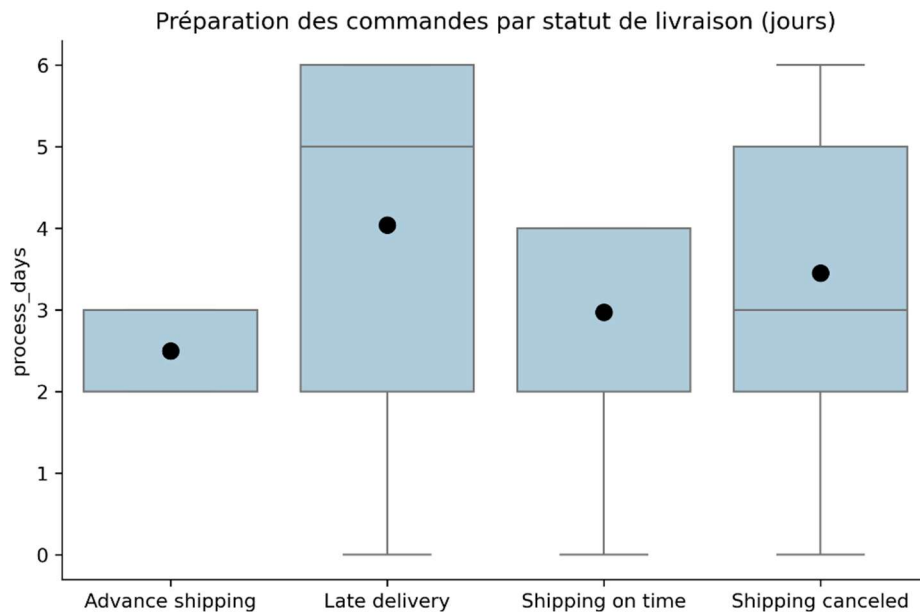 Préparation des commandes par statut de livraison (jours)
process_days
6
5
4
3
2
1
0
Advance shipping
Late delivery
Shipping on time
Shipping canceled